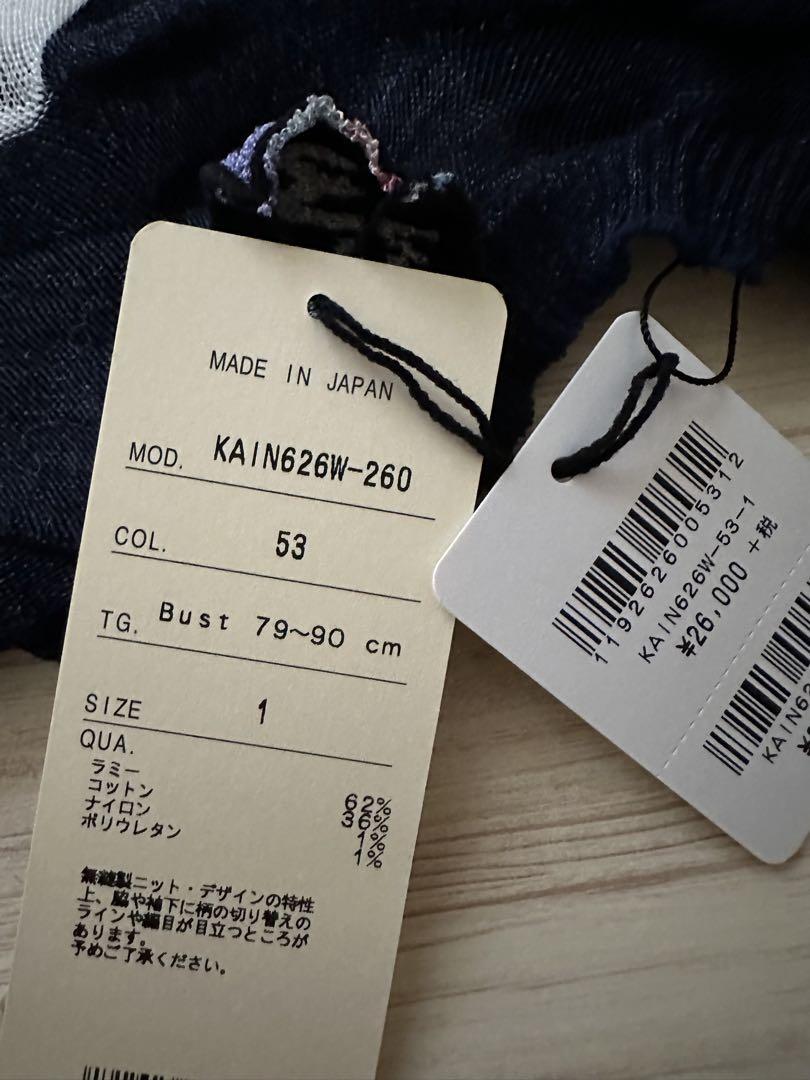 MADE IN JAPAN
MOD. KAIN626W-260
COL. 53
TG. Bust 79~90 cm
SIZE 1
QUA.
ラミー 62%
コットン 36%
ナイロン 1%
ポリウレタン 1%
無縫製ニット・デザインの特性
上、脇や袖下に柄の切り替えの
ラインや編目が目立つところが
あります。
予めご了承ください。
1192626005312
KAIN626W-53-1
¥26,000 +税
KAIN62